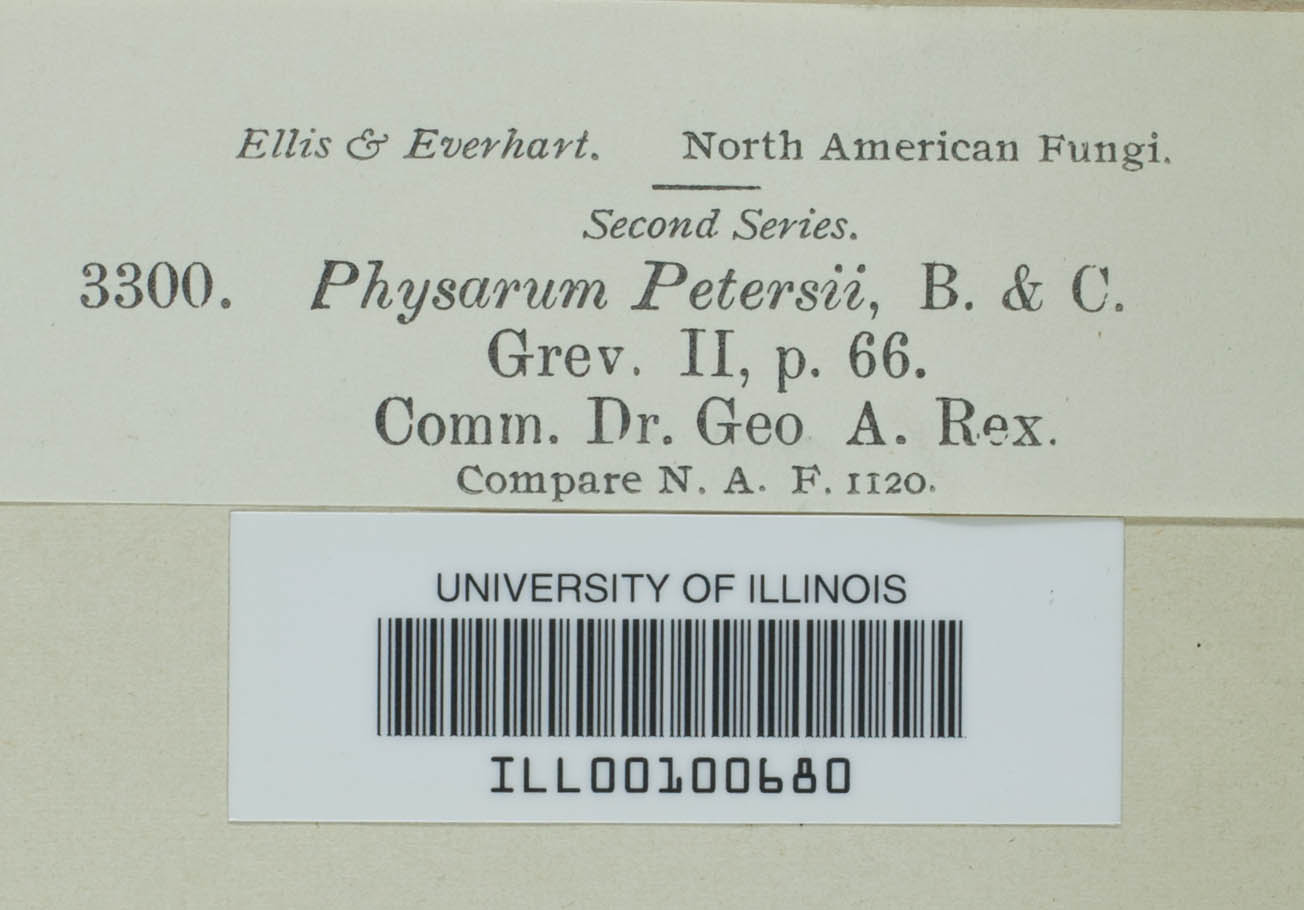 Ellis & Everhart. North American Fungi.
Second Series.
3300. Physarum Petersii, B. & C.
Grev. II, p. 66.
Comm. Dr. Geo A. Rex.
Compare N. A. F. 1120.
UNIVERSITY OF ILLINOIS
ILL00100680